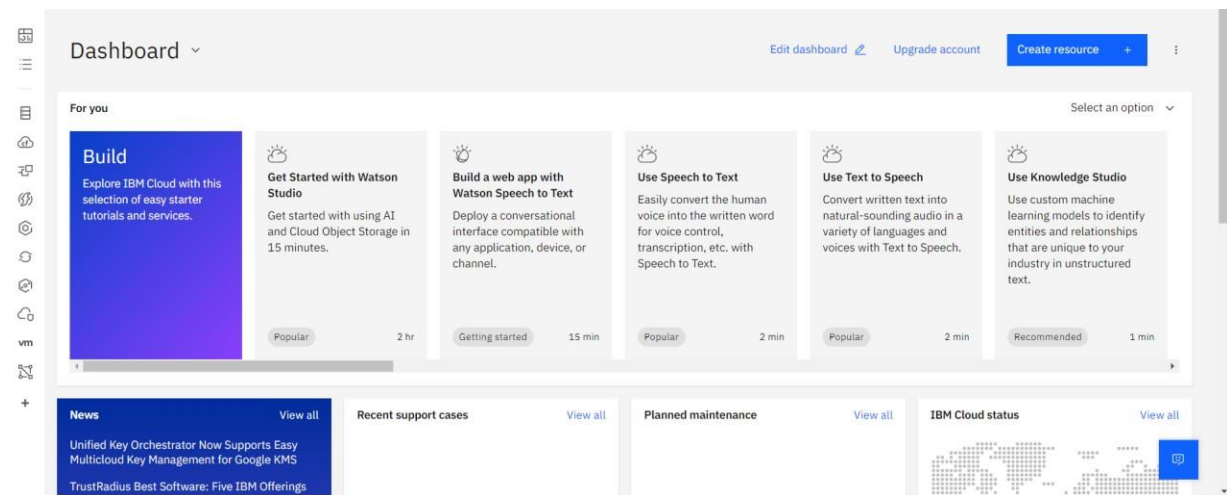 Dashboard
Edit dashboard
Upgrade account
Create resource +
For you
Select an option
Build
Explore IBM Cloud with this
selection of easy starter
tutorials and services.
Get Started with Watson
Studio
Get started with using AI
and Cloud Object Storage in
15 minutes.
Popular
2 hr
Build a web app with
Watson Speech to Text
Deploy a conversational
interface compatible with
any application, device, or
channel.
Getting started
15 min
Use Speech to Text
Easily convert the human
voice into the written word
for voice control,
transcription, etc. with
Speech to Text.
Popular
2 min
Use Text to Speech
Convert written text into
natural-sounding audio in a
variety of languages and
voices with Text to Speech.
Popular
2 min
Use Knowledge Studio
Use custom machine
learning models to identify
entities and relationships
that are unique to your
industry in unstructured
text.
Recommended
1 min
vm
+
News
View all
Unified Key Orchestrator Now Supports Easy
Multicloud Key Management for Google KMS
TrustRadius Best Software: Five IBM Offerings
Recent support cases
View all
Planned maintenance
View all
IBM Cloud status
View all